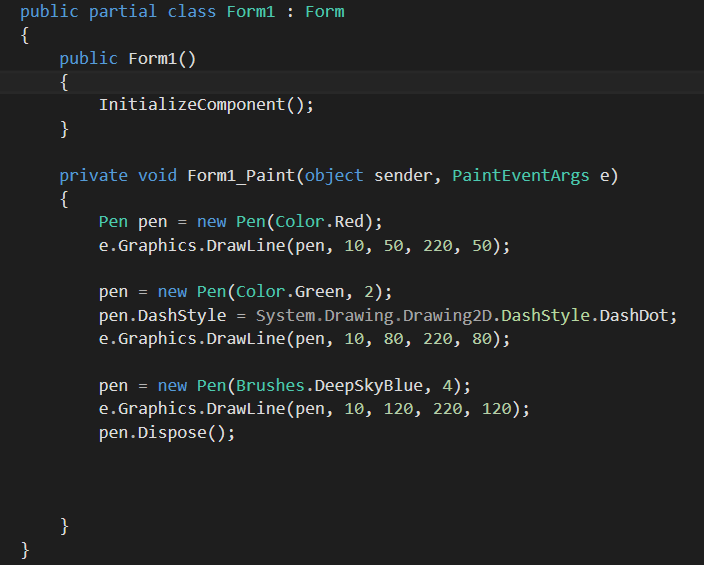 public partial class Form1 : Form
{
    public Form1()
    {
        InitializeComponent();
    }

    private void Form1_Paint(object sender, PaintEventArgs e)
    {
        Pen pen = new Pen(Color.Red);
        e.Graphics.DrawLine(pen, 10, 50, 220, 50);

        pen = new Pen(Color.Green, 2);
        pen.DashStyle = System.Drawing.Drawing2D.DashStyle.DashDot;
        e.Graphics.DrawLine(pen, 10, 80, 220, 80);

        pen = new Pen(Brushes.DeepSkyBlue, 4);
        e.Graphics.DrawLine(pen, 10, 120, 220, 120);
        pen.Dispose();



    }
}